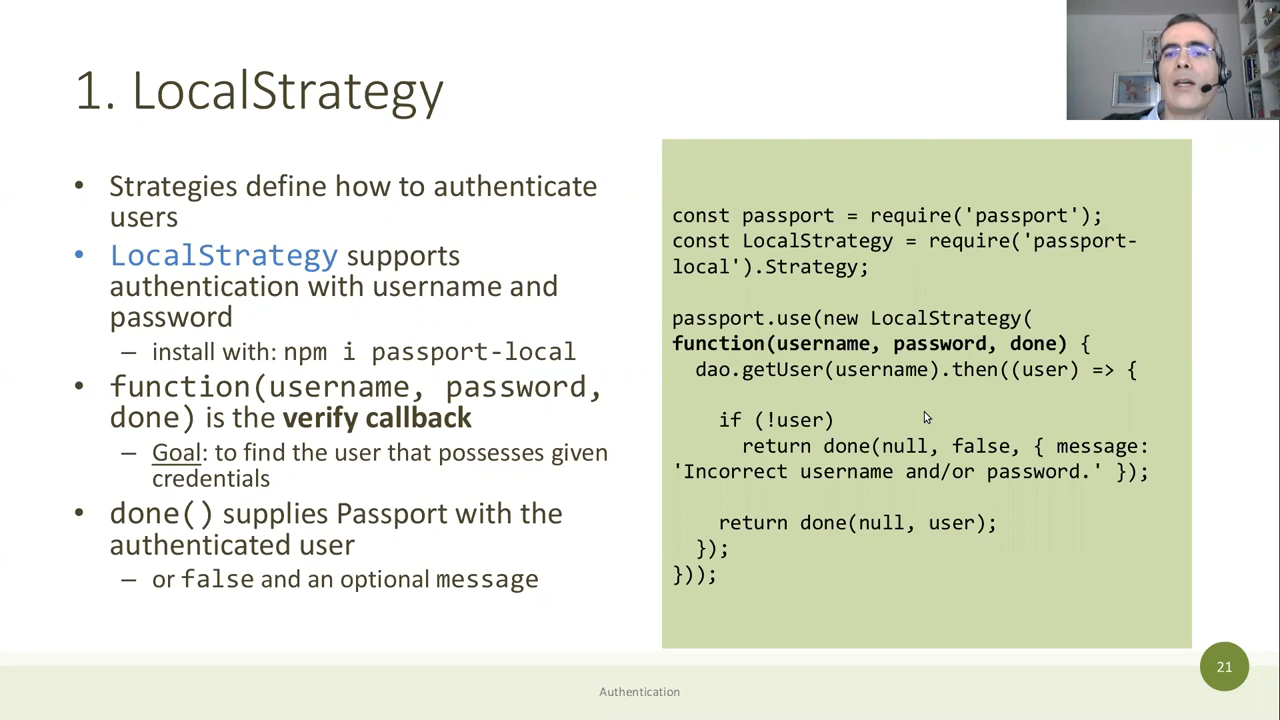 1. LocalStrategy
• Strategies define how to authenticate
users
• LocalStrategy supports
authentication with username and
password
– install with: npm i passport-local
• function(username, password,
done) is the verify callback
– Goal: to find the user that possesses given
credentials
• done() supplies Passport with the
authenticated user
– or false and an optional message
const passport = require('passport');
const LocalStrategy = require('passport-
local').Strategy;
passport.use(new LocalStrategy(
function(username, password, done) {
dao.getUser(username).then((user) => {
if (!user)
return done(null, false, { message:
'Incorrect username and/or password.' });
return done(null, user);
});
}));
Authentication
21